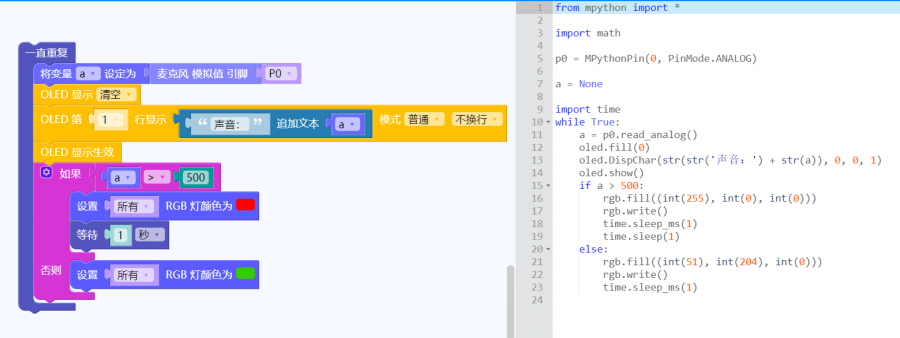 一直重复
将变量 a 设定为 麦克风 模拟值 引脚 P0
OLED 显示 清空
OLED 第 1 行显示 “ 声音: ” 追加文本 a 模式 普通 不换行
OLED 显示生效
如果 a > 500
设置 所有 RGB 灯颜色为
等待 1 秒
否则 设置 所有 RGB 灯颜色为
1 from mpython import *
2
3 import math
4
5 p0 = MPythonPin(0, PinMode.ANALOG)
6
7 a = None
8
9 import time
10 while True:
11 a = p0.read_analog()
12 oled.fill(0)
13 oled.DispChar(str(str('声音:') + str(a)), 0, 0, 1)
14 oled.show()
15 if a > 500:
16 rgb.fill((int(255), int(0), int(0)))
17 rgb.write()
18 time.sleep_ms(1)
19 time.sleep(1)
20 else:
21 rgb.fill((int(51), int(204), int(0)))
22 rgb.write()
23 time.sleep_ms(1)
24